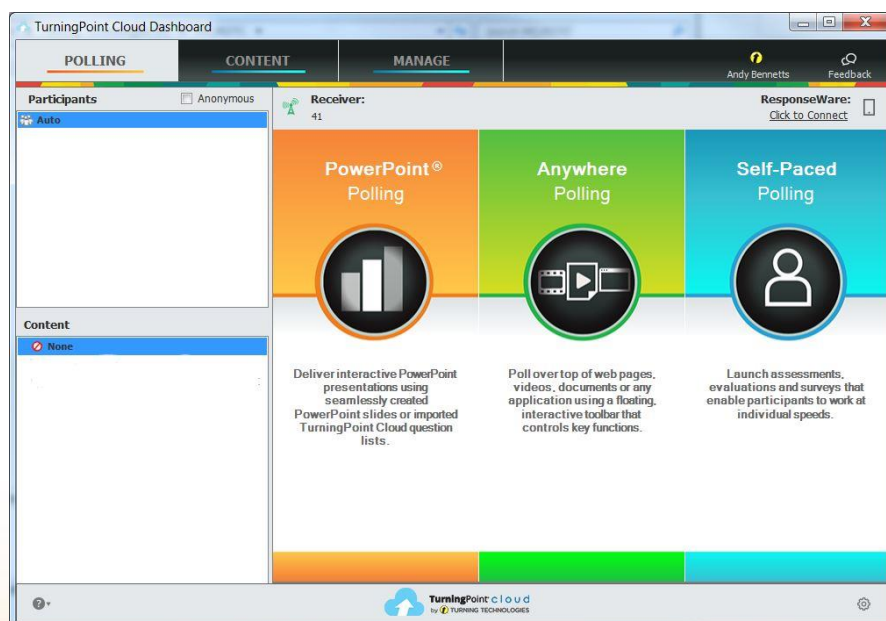 TurningPoint Cloud Dashboard
POLLING
CONTENT
MANAGE
Andy Bennetts
Feedback
Participants
Anonymous
Auto
Receiver:
41
ResponseWare:
Click to Connect
PowerPoint®
Polling
Deliver interactive PowerPoint
presentations using
seamlessly created
PowerPoint slides or imported
TurningPoint Cloud question
lists.
Anywhere
Polling
Poll over top of web pages,
videos, documents or any
application using a floating,
interactive toolbar that
controls key functions.
Self-Paced
Polling
Launch assessments,
evaluations and surveys that
enable participants to work at
individual speeds.
Content
None
TurningPoint cloud
by TURNING TECHNOLOGIES